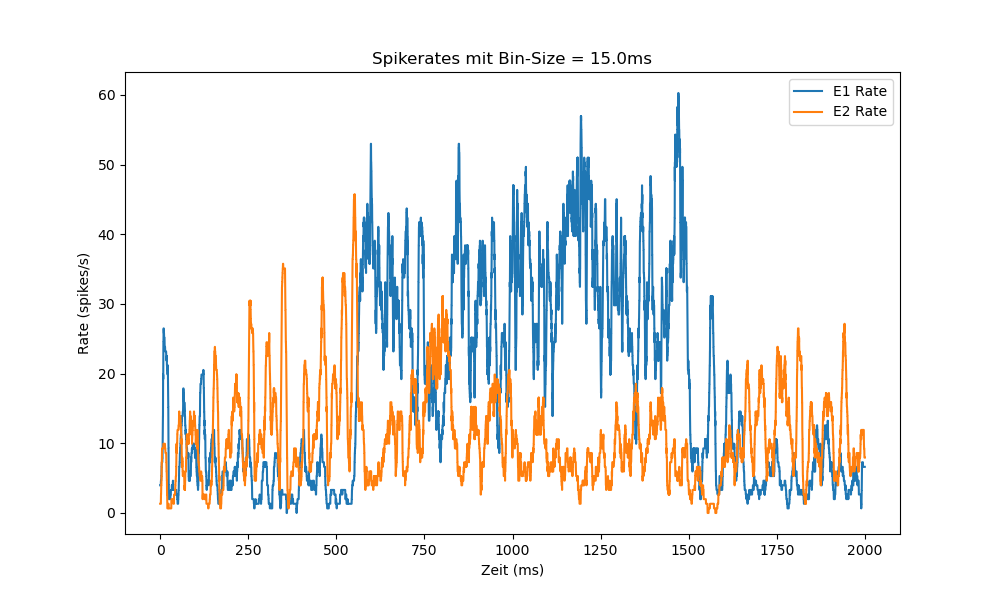 Spikerates mit Bin-Size = 15.0ms
E1 Rate
E2 Rate
60
50
40
30
20
10
0
Rate (spikes/s)
0 250 500 750 1000 1250 1500 1750 2000
Zeit (ms)